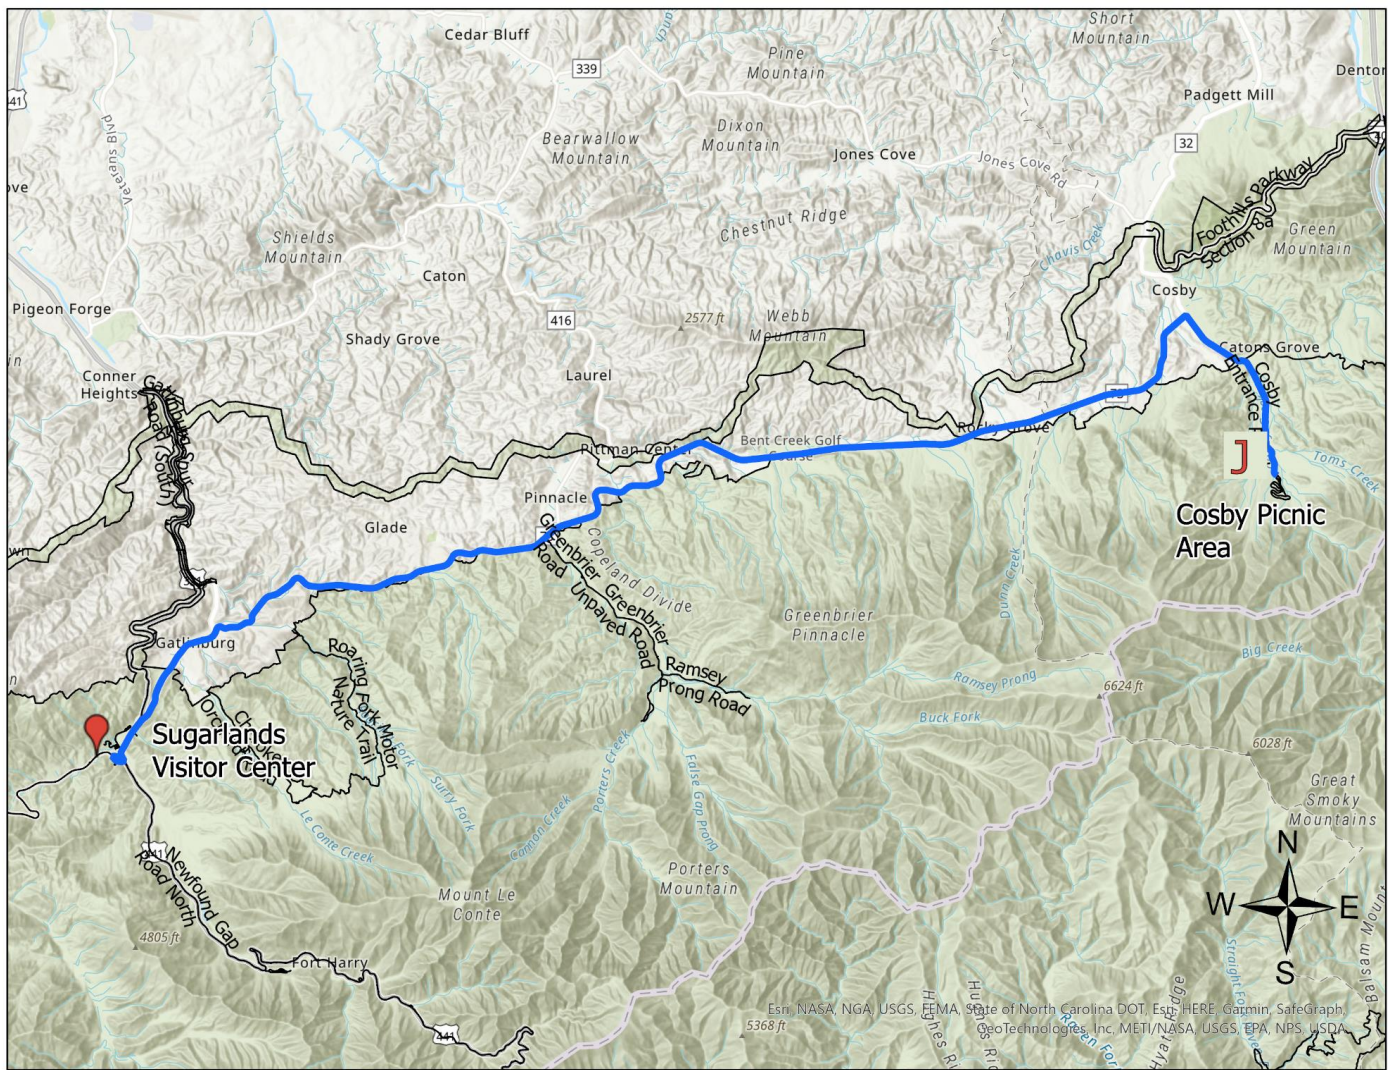 Cedar Bluff
339
Pine
Mountain
Short
Mountain
Padgett Mill
41
Veterans Blvd
Bearwallow
Mountain
Dixon
Mountain
Jones Cove
Jones Cove Rd
32
Foothills Parkway
Section 8a
Green
Mountain
Shields
Mountain
Chestnut Ridge
Chavis Creek
Caton
Cosby
Pigeon Forge
416
2577 ft
Webb
Mountain
Shady Grove
Catons Grove
Conner
Heights
Laurel
73
Cosby
Entrance
Rocky Grove
Pittman Center
Bent Creek Golf
Course
J
Toms Creek
Pinnacle
Cosby Picnic
Area
Glade
Greenbrier
Road
Copeland Divide
Unpaved Road
Greenbrier
Dunn Creek
Greenbrier
Pinnacle
Gatlinburg
Roaring Fork Motor
Nature Trail
Ramsey
Prong Road
Ramsey Prong
Big Creek
6624 ft
Buck Fork
Sugarlands
Visitor Center
6028 ft
Surry Fork
Porters Creek
False Gap Prong
Great
Smoky
Mountains
Le Conte Creek
Cannon Creek
441
Newfound Gap
Road North
Porters
Mountain
Mount Le
Conte
N
W
E
S
4805 ft
Fort Harry
441
5368 ft
Esri, NASA, NGA, USGS, FEMA, State of North Carolina DOT, Esri, HERE, Garmin, SafeGraph,
GeoTechnologies, Inc, METI/NASA, USGS, EPA, NPS, USDA